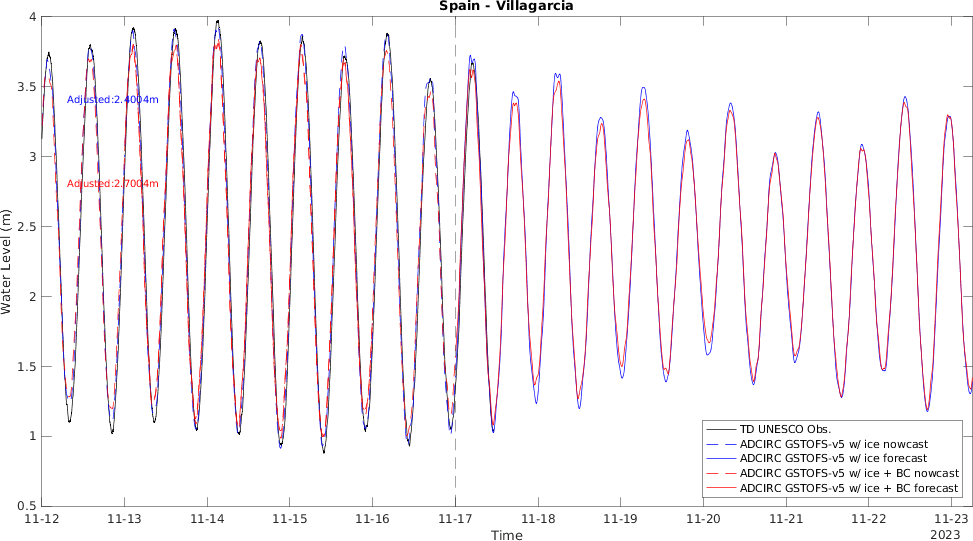 Spain - Villagarcia
Water Level (m)
4
3.5
3
2.5
2
1.5
1
0.5
Adjusted:2.4004m
Adjusted:2.7004m
TD UNESCO Obs.
ADCIRC GSTOFS-v5 w/ ice nowcast
ADCIRC GSTOFS-v5 w/ ice forecast
ADCIRC GSTOFS-v5 w/ ice + BC nowcast
ADCIRC GSTOFS-v5 w/ ice + BC forecast
11-12 11-13 11-14 11-15 11-16 11-17 11-18 11-19 11-20 11-21 11-22 11-23
2023
Time